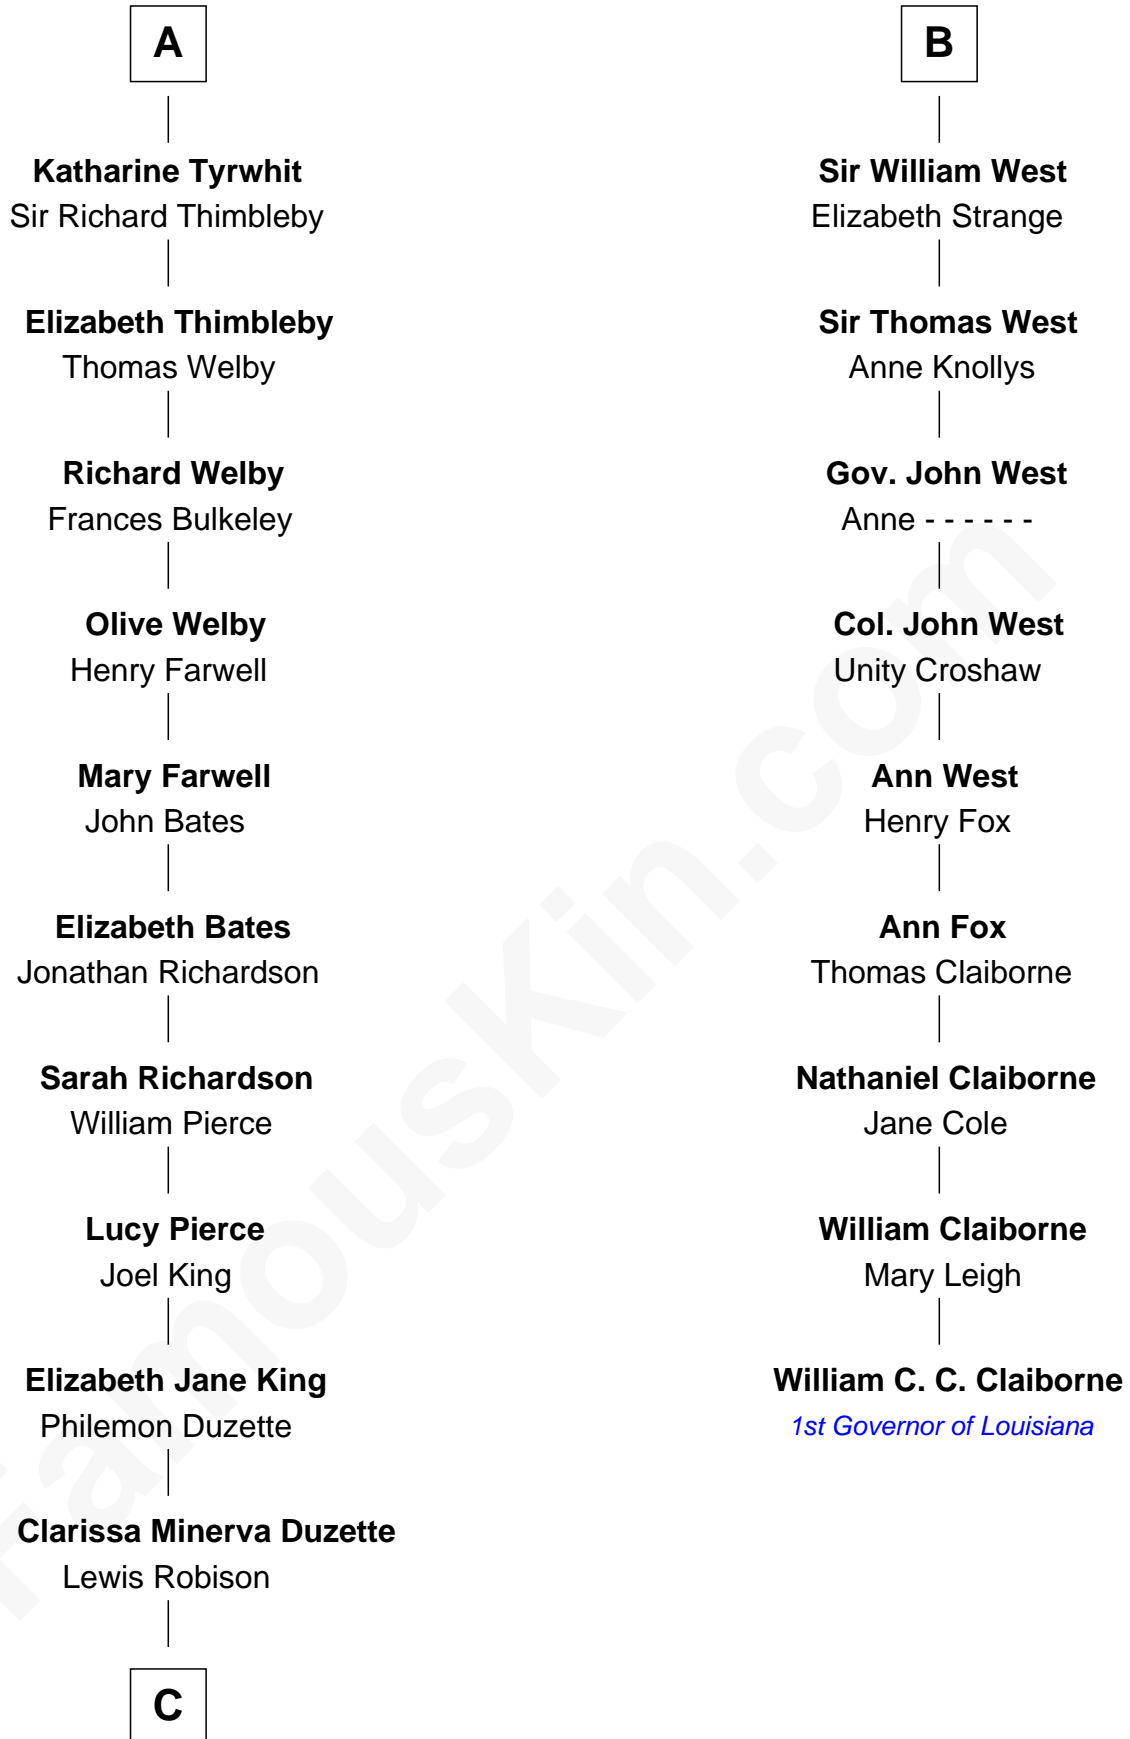 A
Katharine Tyrwhit
Sir Richard Thimbleby
Elizabeth Thimbleby
Thomas Welby
Richard Welby
Frances Bulkeley
Olive Welby
Henry Farwell
Mary Farwell
John Bates
Elizabeth Bates
Jonathan Richardson
Sarah Richardson
William Pierce
Lucy Pierce
Joel King
Elizabeth Jane King
Philemon Duzette
Clarissa Minerva Duzette
Lewis Robison
C
B
Sir William West
Elizabeth Strange
Sir Thomas West
Anne Knollys
Gov. John West
Anne - - - - - -
Col. John West
Unity Croshaw
Ann West
Henry Fox
Ann Fox
Thomas Claiborne
Nathaniel Claiborne
Jane Cole
William Claiborne
Mary Leigh
William C. C. Claiborne
1st Governor of Louisiana
FamousKin.com